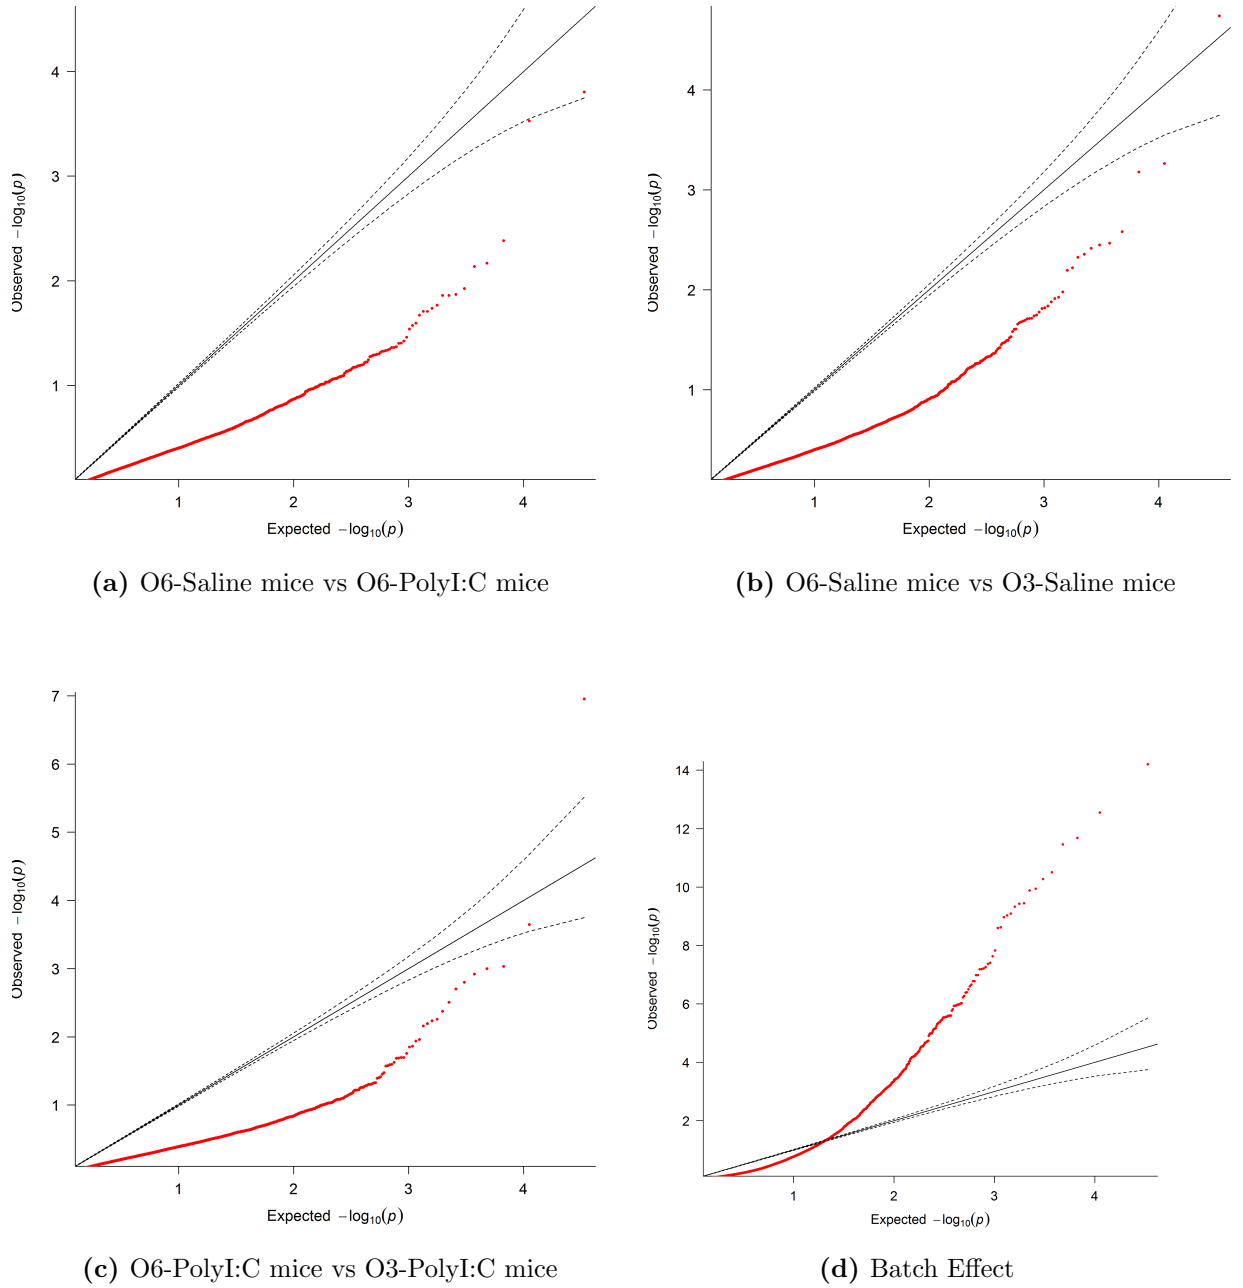 4
3
2
1
Observed −log10(p)
1 2 3 4
Expected −log10(p)
(a) O6-Saline mice vs O6-PolyI:C mice
4
3
2
1
Observed −log10(p)
1 2 3 4
Expected −log10(p)
(b) O6-Saline mice vs O3-Saline mice
7
6
5
4
3
2
1
Observed −log10(p)
1 2 3 4
Expected −log10(p)
(c) O6-PolyI:C mice vs O3-PolyI:C mice
14
12
10
8
6
4
2
Observed −log10(p)
1 2 3 4
Expected −log10(p)
(d) Batch Effect